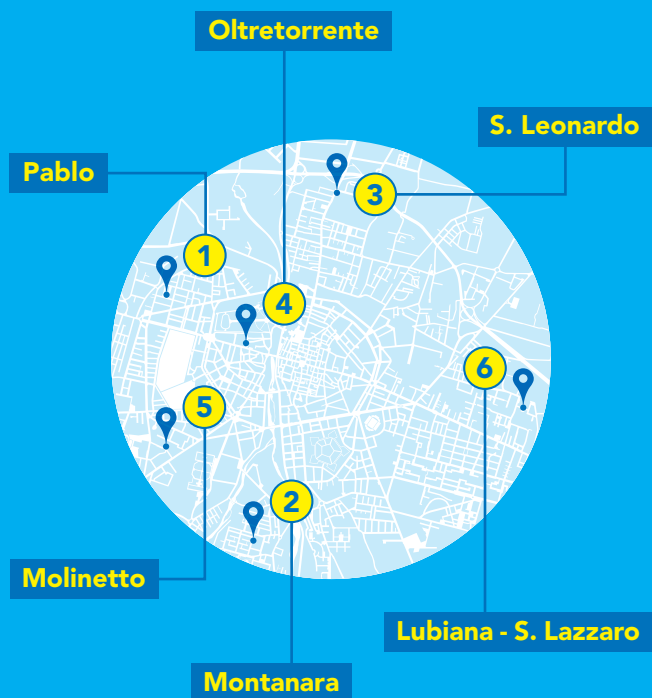 Oltretorrente
S. Leonardo
Pablo
3
1
4
6
5
2
Molinetto
Lubiana - S. Lazzaro
Montanara